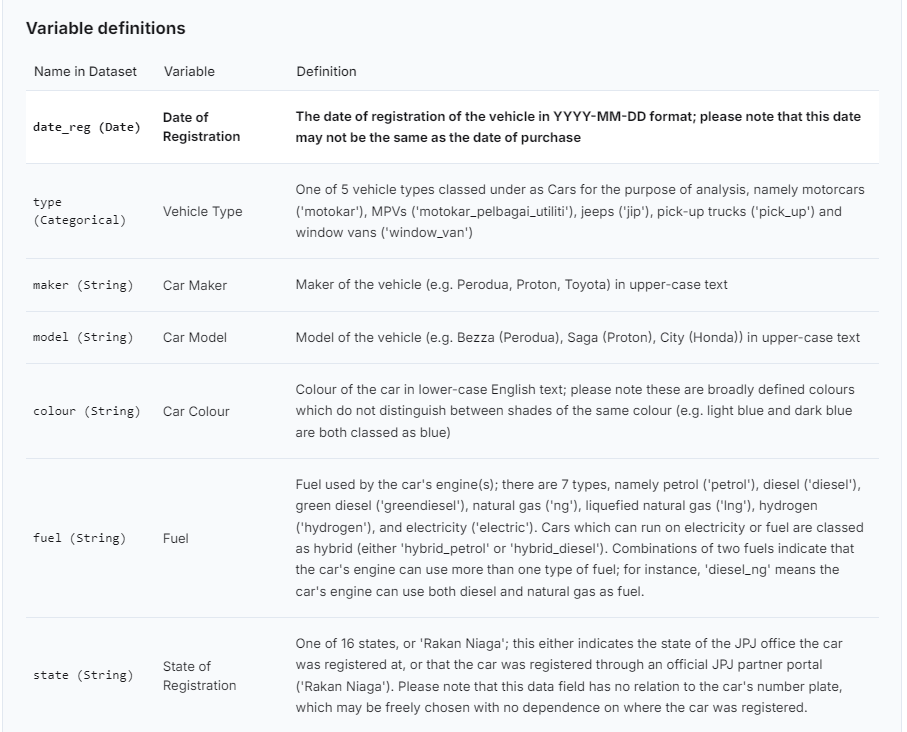 Variable definitions
Name in Dataset Variable Definition
date_reg (Date)
Date of
Registration
The date of registration of the vehicle in YYYY-MM-DD format; please note that this date
may not be the same as the date of purchase
type
(Categorical)
Vehicle Type
One of 5 vehicle types classed under as Cars for the purpose of analysis, namely motorcars
('motokar'), MPVs ('motokar_pelbagai_utiliti'), jeeps ('jip'), pick-up trucks ('pick_up') and
window vans ('window_van')
maker (String)
Car Maker
Maker of the vehicle (e.g. Perodua, Proton, Toyota) in upper-case text
model (String)
Car Model
Model of the vehicle (e.g. Bezza (Perodua), Saga (Proton), City (Honda)) in upper-case text
colour (String)
Car Colour
Colour of the car in lower-case English text; please note these are broadly defined colours
which do not distinguish between shades of the same colour (e.g. light blue and dark blue
are both classed as blue)
fuel (String)
Fuel
Fuel used by the car's engine(s); there are 7 types, namely petrol ('petrol'), diesel ('diesel'),
green diesel ('greendiesel'), natural gas ('ng'), liquefied natural gas ('lng'), hydrogen
('hydrogen'), and electricity ('electric'). Cars which can run on electricity or fuel are classed
as hybrid (either 'hybrid_petrol' or 'hybrid_diesel'). Combinations of two fuels indicate that
the car's engine can use more than one type of fuel; for instance, 'diesel_ng' means the
car's engine can use both diesel and natural gas as fuel.
state (String)
State of
Registration
One of 16 states, or 'Rakan Niaga'; this either indicates the state of the JPJ office the car
was registered at, or that the car was registered through an official JPJ partner portal
('Rakan Niaga'). Please note that this data field has no relation to the car's number plate,
which may be freely chosen with no dependence on where the car was registered.